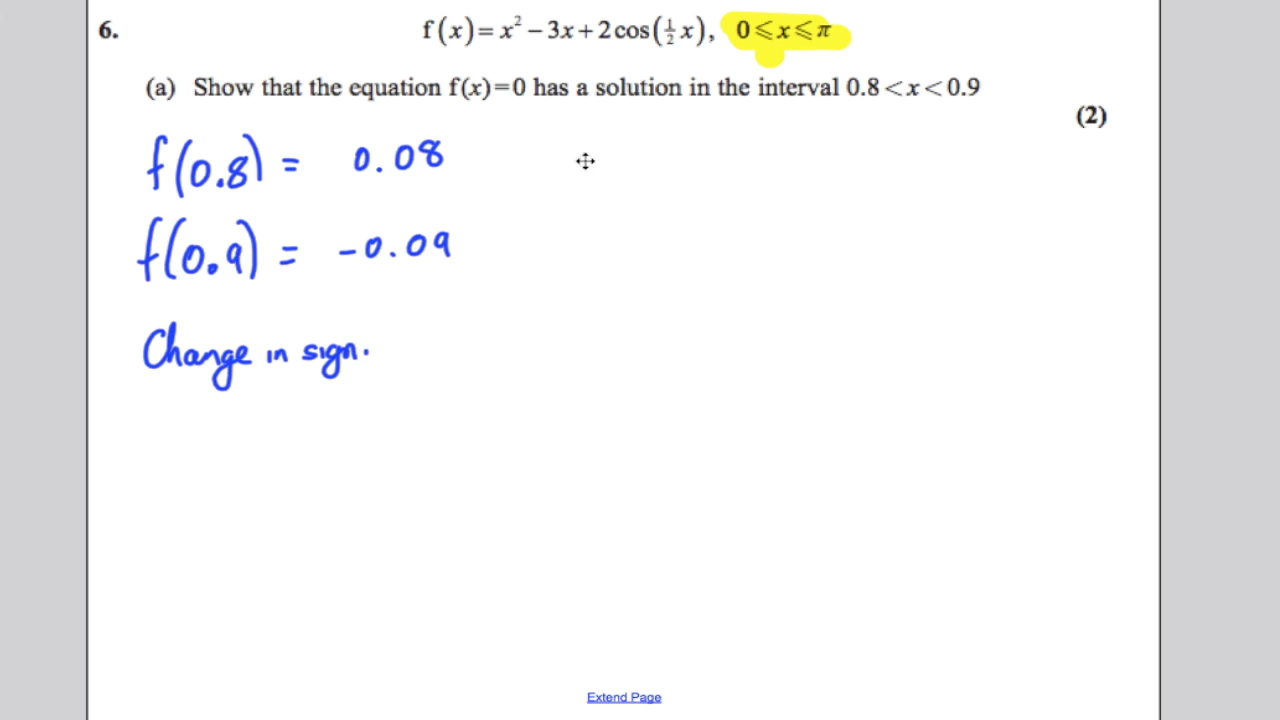 6. f(x) = x² − 3x + 2cos(½x), 0 ⩽ x ⩽ π
(a) Show that the equation f(x)=0 has a solution in the interval 0.8 < x < 0.9
(2)
f(0.8) = 0.08
f(0.9) = -0.09
Change in sign.
Extend Page